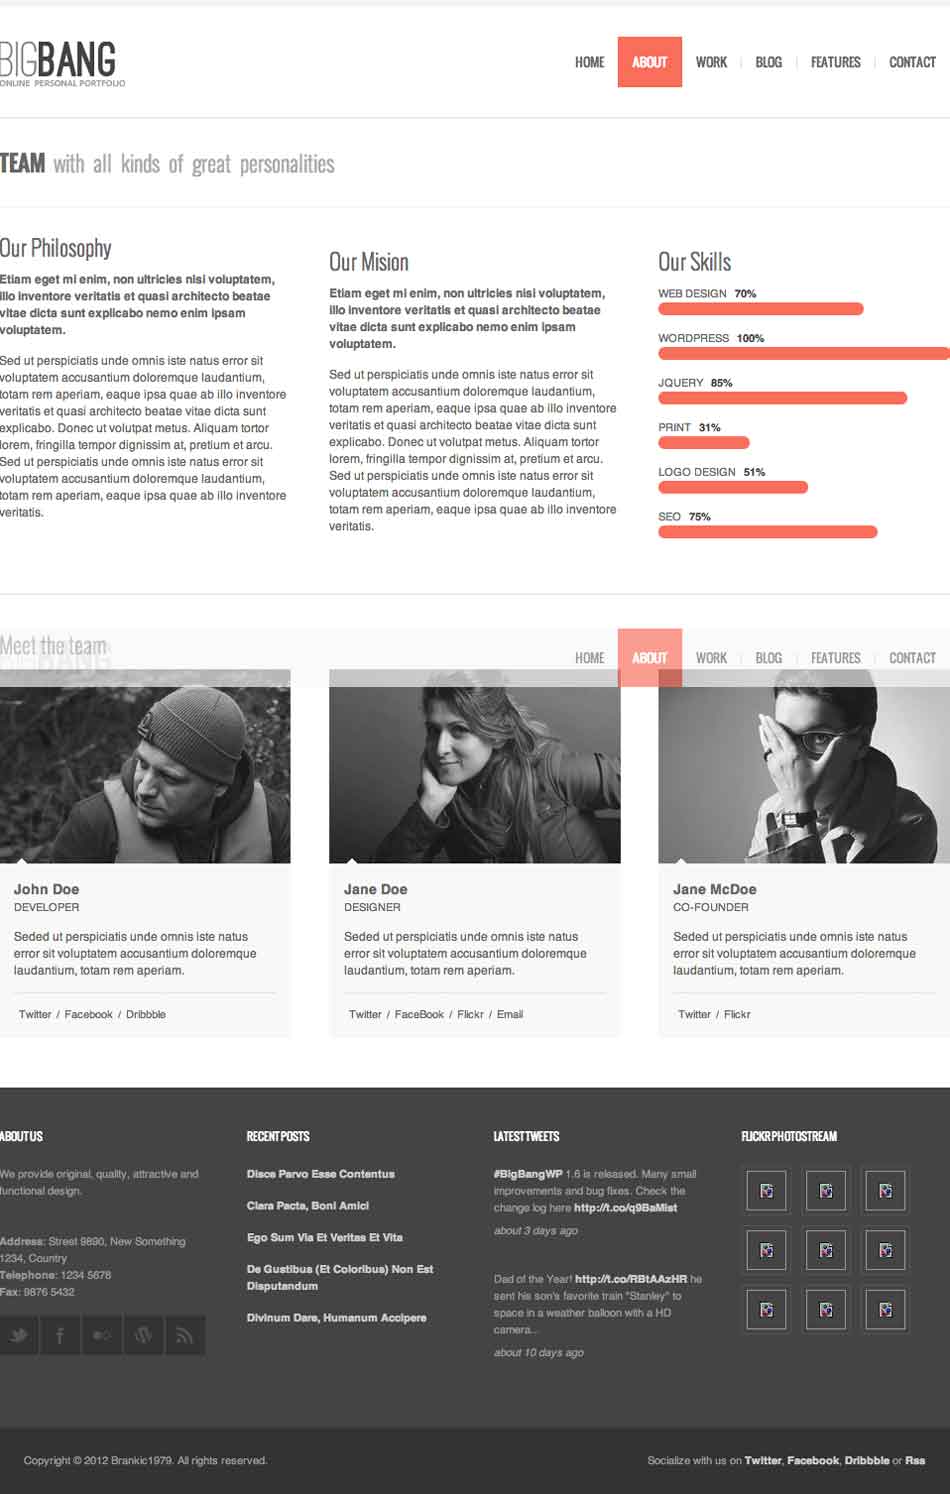 BIGBANG
ONLINE PERSONAL PORTFOLIO
HOME ABOUT WORK BLOG FEATURES CONTACT
TEAM with all kinds of great personalities
Our Philosophy
Etiam eget mi enim, non ultricies nisi voluptatem,
illo inventore veritatis et quasi architecto beatae
vitae dicta sunt explicabo nemo enim ipsam
voluptatem.
Sed ut perspiciatis unde omnis iste natus error sit
voluptatem accusantium doloremque laudantium,
totam rem aperiam, eaque ipsa quae ab illo inventore
veritatis et quasi architecto beatae vitae dicta sunt
explicabo. Donec ut volutpat metus. Aliquam tortor
lorem, fringilla tempor dignissim at, pretium et arcu.
Sed ut perspiciatis unde omnis iste natus error sit
voluptatem accusantium doloremque laudantium,
totam rem aperiam, eaque ipsa quae ab illo inventore
veritatis.
Our Mision
Etiam eget mi enim, non ultricies nisi voluptatem,
illo inventore veritatis et quasi architecto beatae
vitae dicta sunt explicabo nemo enim ipsam
voluptatem.
Sed ut perspiciatis unde omnis iste natus error sit
voluptatem accusantium doloremque laudantium,
totam rem aperiam, eaque ipsa quae ab illo inventore
veritatis et quasi architecto beatae vitae dicta sunt
explicabo. Donec ut volutpat metus. Aliquam tortor
lorem, fringilla tempor dignissim at, pretium et arcu.
Sed ut perspiciatis unde omnis iste natus error sit
voluptatem accusantium doloremque laudantium,
totam rem aperiam, eaque ipsa quae ab illo inventore
veritatis.
Our Skills
WEB DESIGN 70%
WORDPRESS 100%
JQUERY 85%
PRINT 31%
LOGO DESIGN 51%
SEO 75%
Meet the team
BIGBANG
HOME ABOUT WORK BLOG FEATURES CONTACT
John Doe
DEVELOPER
Seded ut perspiciatis unde omnis iste natus
error sit voluptatem accusantium doloremque
laudantium, totam rem aperiam.
Twitter / Facebook / Dribbble
Jane Doe
DESIGNER
Seded ut perspiciatis unde omnis iste natus
error sit voluptatem accusantium doloremque
laudantium, totam rem aperiam.
Twitter / FaceBook / Flickr / Email
Jane McDoe
CO-FOUNDER
Seded ut perspiciatis unde omnis iste natus
error sit voluptatem accusantium doloremque
laudantium, totam rem aperiam.
Twitter / Flickr
ABOUT US
We provide original, quality, attractive and
functional design.
Address: Street 9890, New Something
1234, Country
Telephone: 1234 5678
Fax: 9876 5432
RECENT POSTS
Disce Parvo Esse Contentus
Clara Pacta, Boni Amici
Ego Sum Via Et Veritas Et Vita
De Gustibus (Et Coloribus) Non Est
Disputandum
Divinum Dare, Humanum Accipere
LATEST TWEETS
#BigBangWP 1.6 is released. Many small
improvements and bug fixes. Check the
change log here http://t.co/q9BaMist
about 3 days ago
Dad of the Year! http://t.co/RBtAAzHR he
sent his son's favorite train "Stanley" to
space in a weather balloon with a HD
camera...
about 10 days ago
FLICKR PHOTOSTREAM
Copyright © 2012 Brankic1979. All rights reserved.
Socialize with us on Twitter, Facebook, Dribbble or Rss